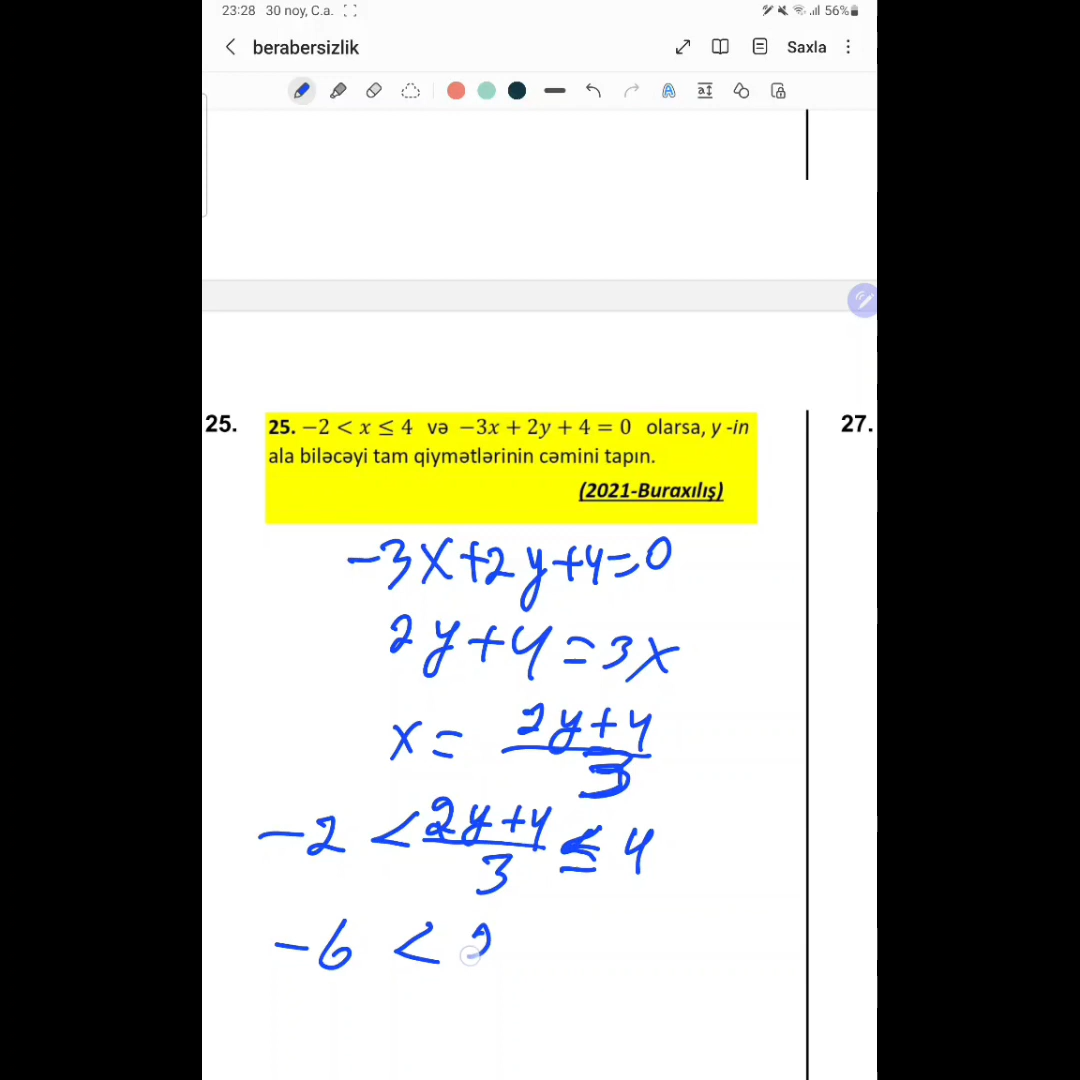 23:28 30 noy, C.a. 56%
berabersizlik Saxla
25. 25. −2 < x ≤ 4 və −3x + 2y + 4 = 0 olarsa, y -in 27.
ala biləcəyi tam qiymətlərinin cəmini tapın.
(2021-Buraxılış)
-3x+2y+4=0
2y+4=3x
x= (2y+4)/3
-2 < (2y+4)/3 ≤ 4
-6 < 2